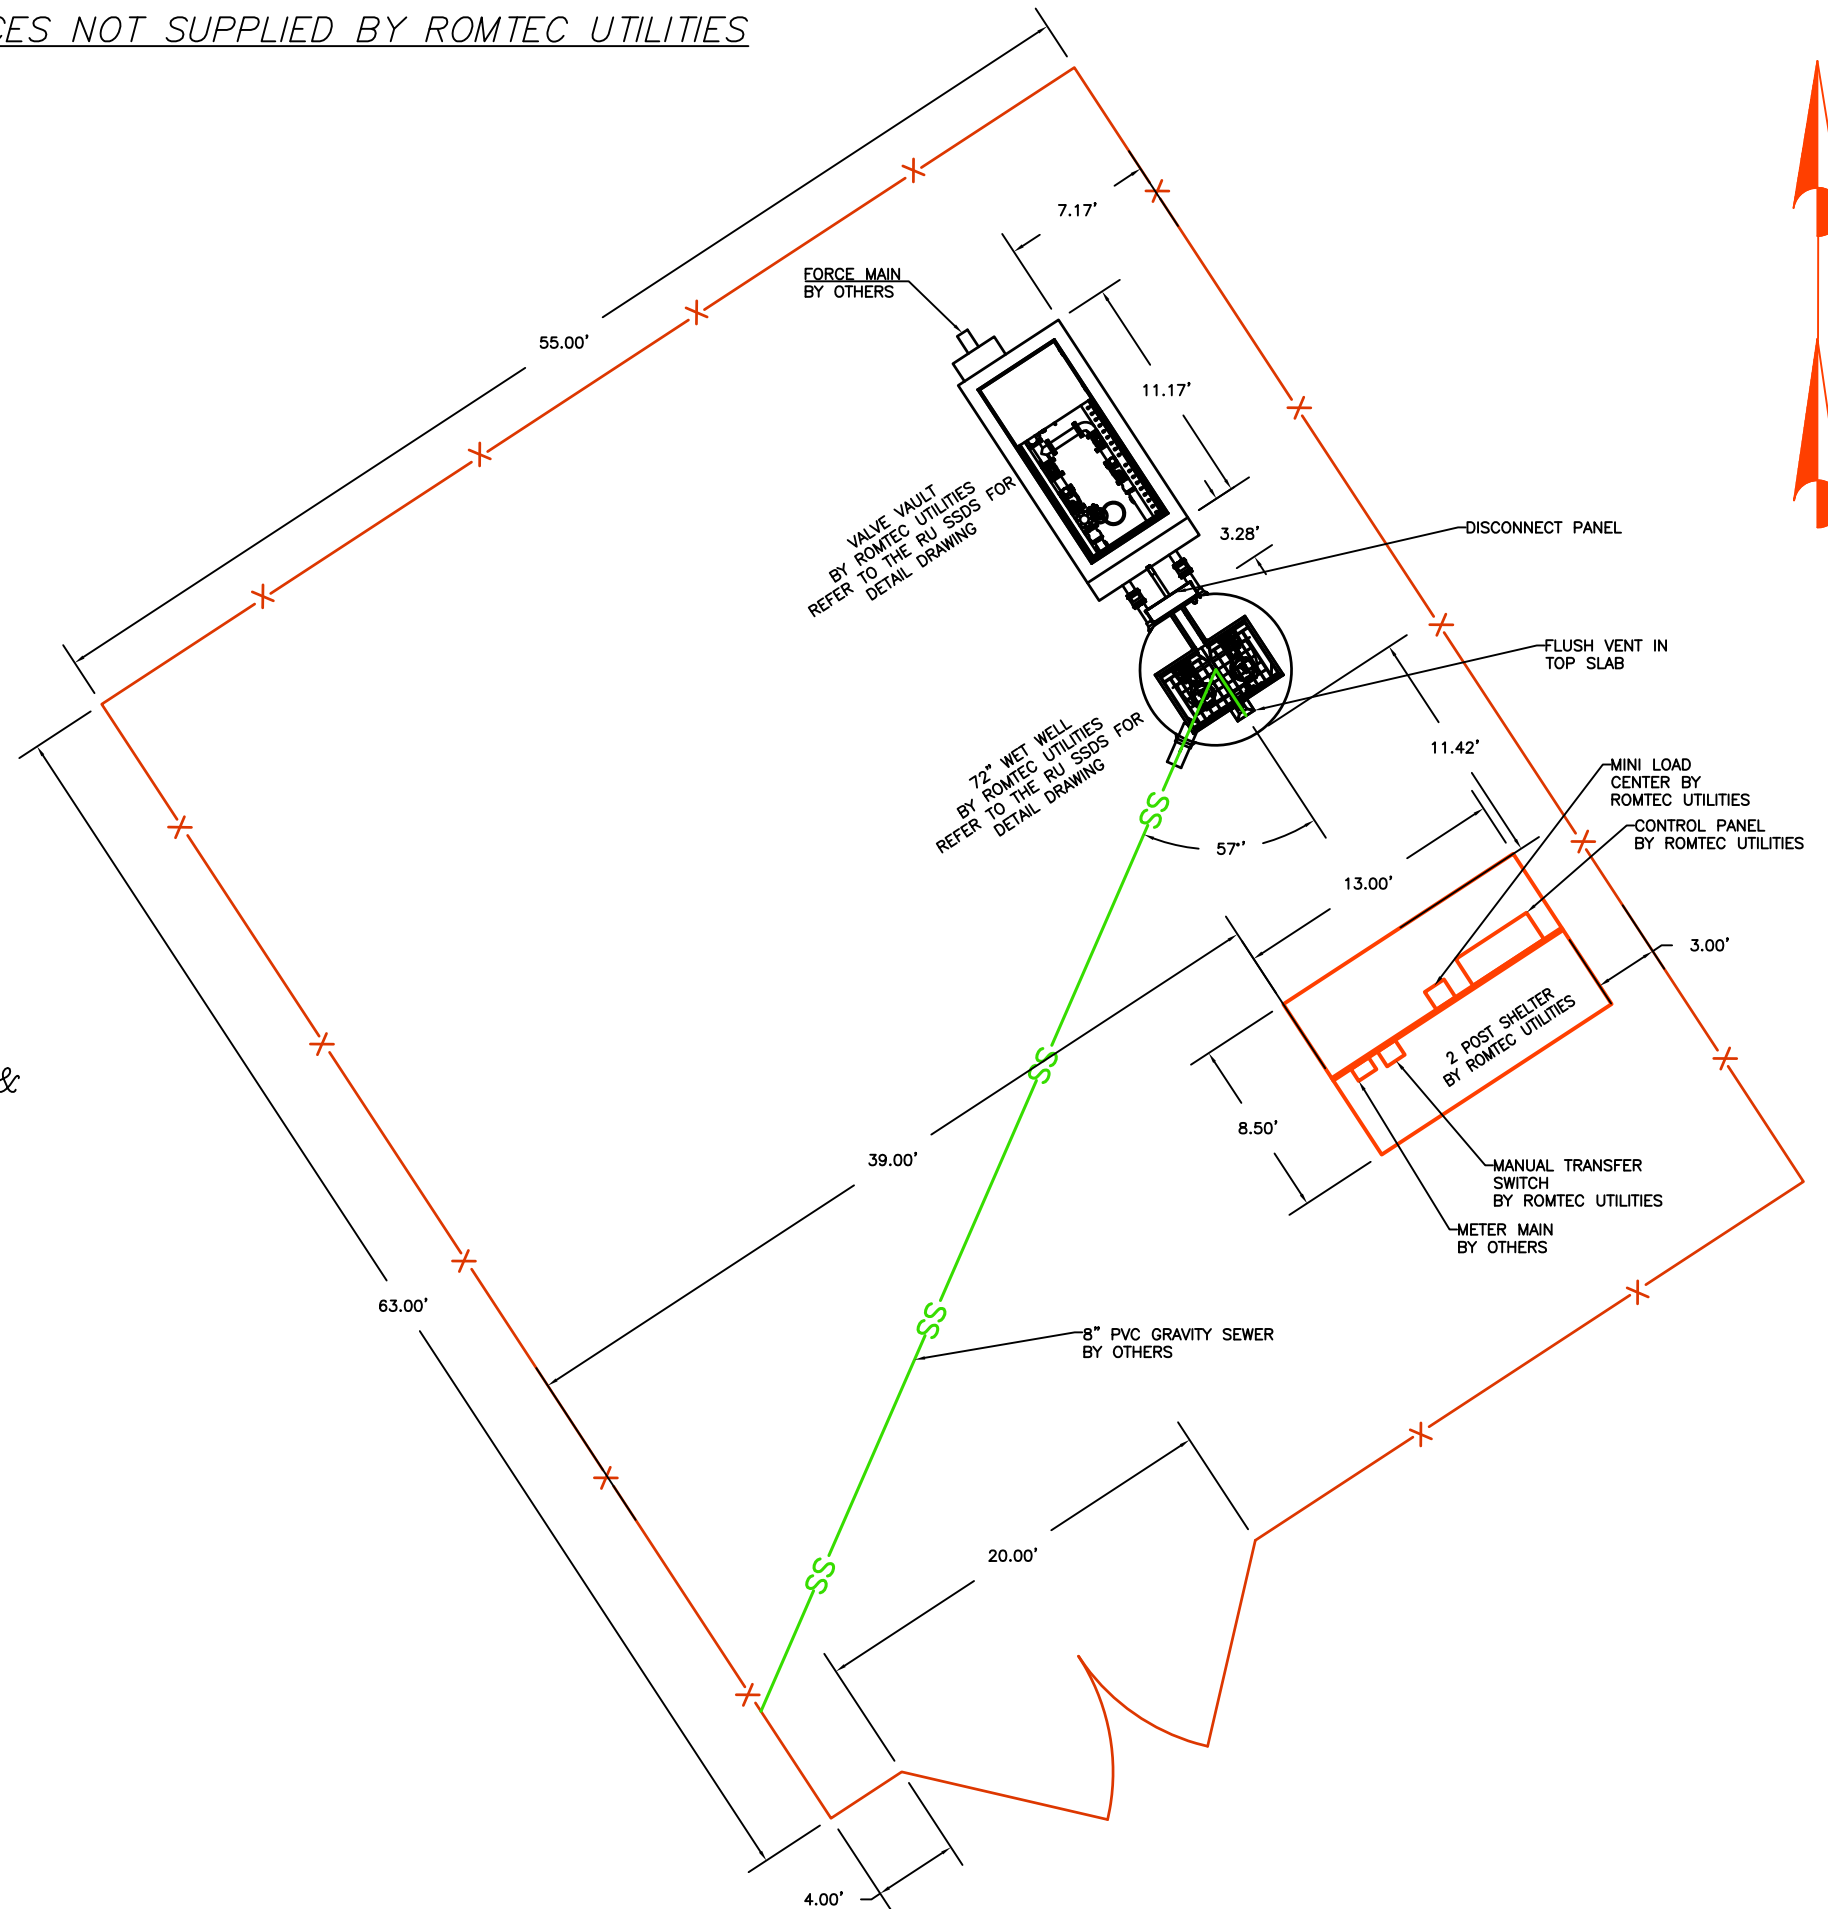 CES NOT SUPPLIED BY ROMTEC UTILITIES
7.17'
FORCE MAIN
BY OTHERS
55.00'
11.17'
VALVE VAULT
BY ROMTEC UTILITIES
REFER TO THE RU SSDS FOR
DETAIL DRAWING
3.28'
DISCONNECT PANEL
FLUSH VENT IN
TOP SLAB
72" WET WELL
BY ROMTEC UTILITIES
REFER TO THE RU SSDS FOR
DETAIL DRAWING
11.42'
MINI LOAD
CENTER BY
ROMTEC UTILITIES
CONTROL PANEL
BY ROMTEC UTILITIES
SS
57°'
13.00'
3.00'
2 POST SHELTER
BY ROMTEC UTILITIES
SS
&
8.50'
39.00'
MANUAL TRANSFER
SWITCH
BY ROMTEC UTILITIES
METER MAIN
BY OTHERS
63.00'
SS
8" PVC GRAVITY SEWER
BY OTHERS
20.00'
SS
4.00'